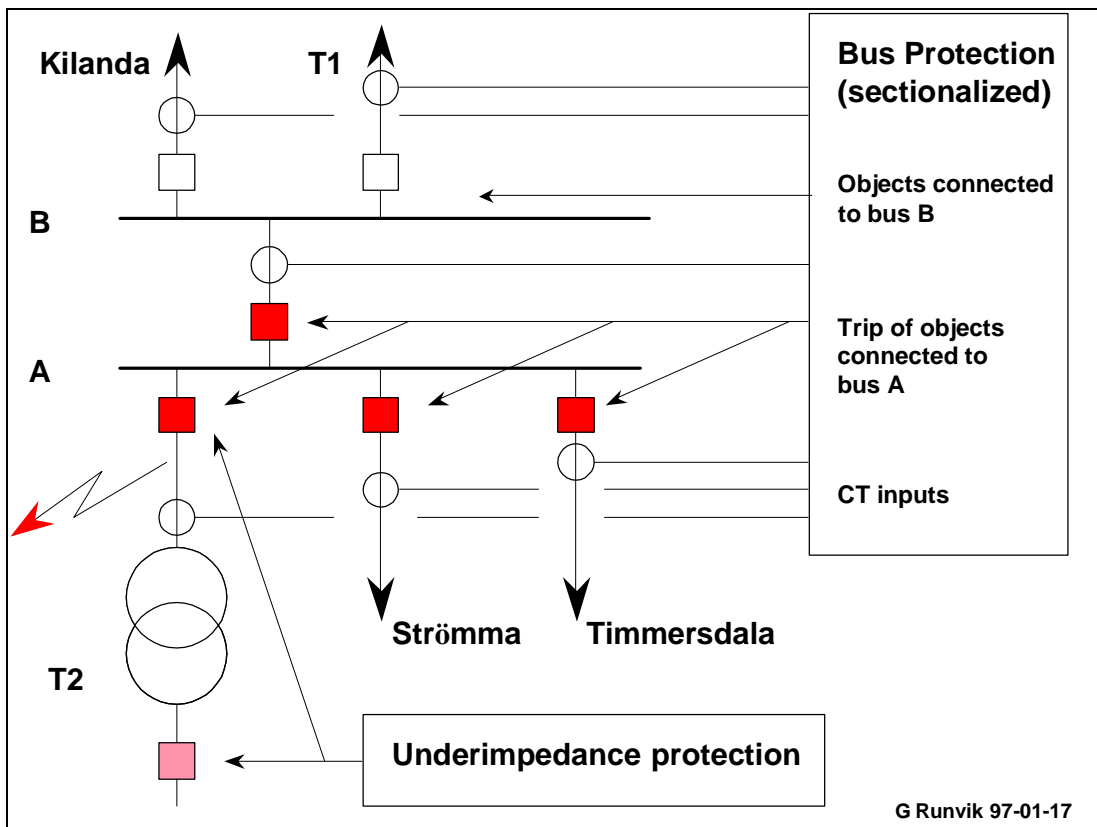 Kilanda
T1
Bus Protection
(sectionalized)
Objects connected
to bus B
B
Trip of objects
connected to
bus A
A
CT inputs
Strömma
Timmersdala
T2
Underimpedance protection
G Runvik 97-01-17